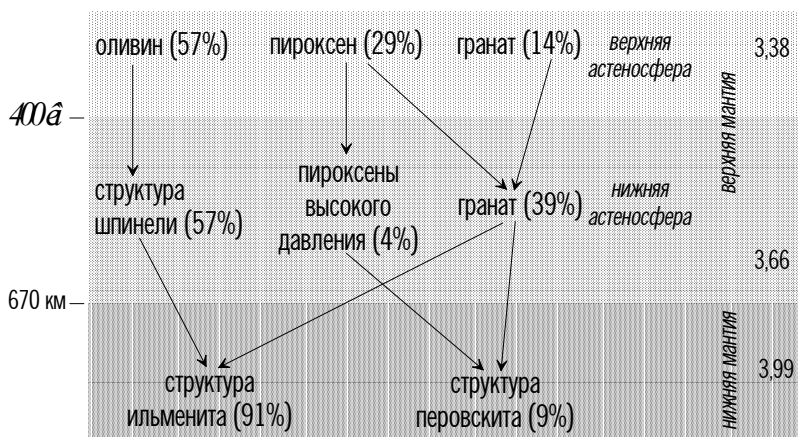 оливин (57%)
пироксен (29%)
гранат (14%)
верхняя
астеносфера
3,38
400â
верхняя мантия
структура
шпинели (57%)
пироксены
высокого
давления (4%)
гранат (39%)
нижняя
астеносфера
3,66
670 км
нижняя мантия
3,99
структура
ильменита (91%)
структура
перовскита (9%)